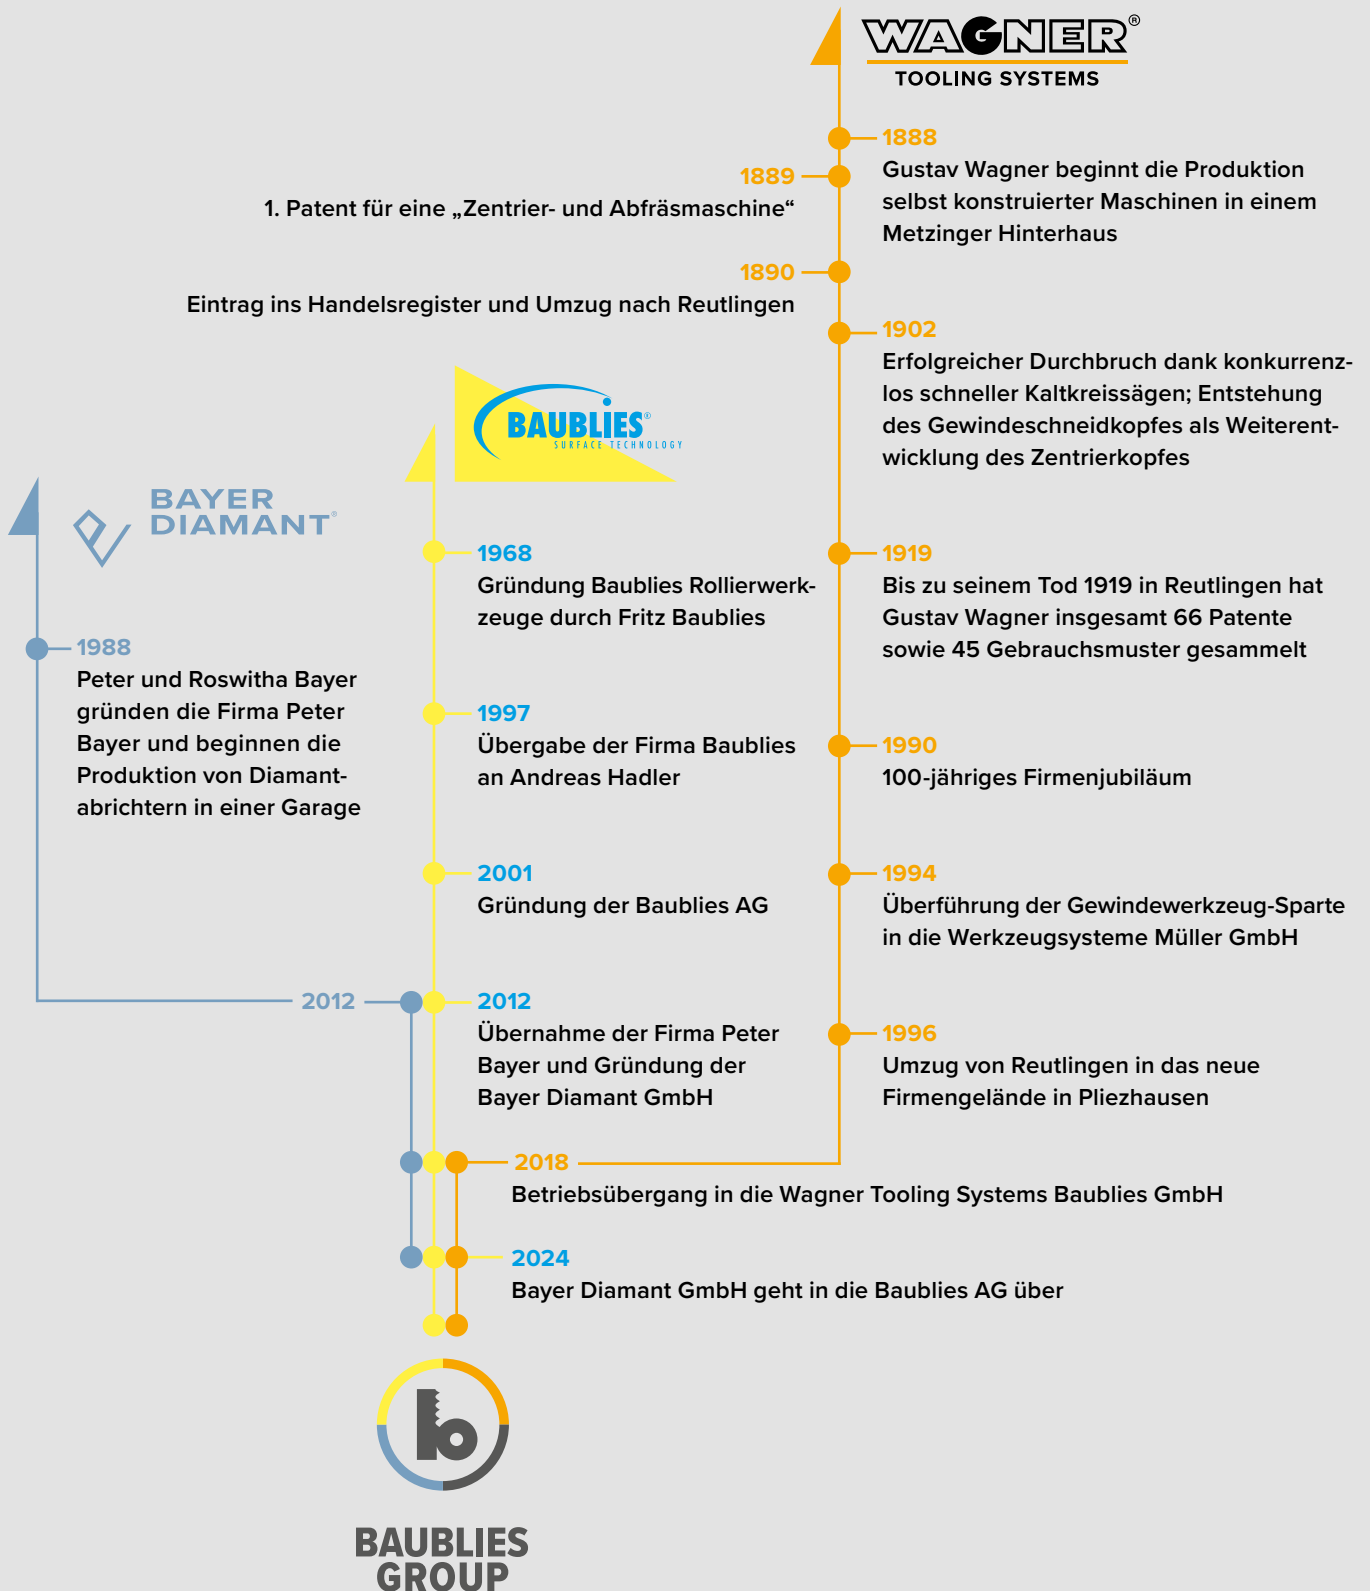 WAGNER®
TOOLING SYSTEMS
1888
Gustav Wagner beginnt die Produktion
selbst konstruierter Maschinen in einem
Metzinger Hinterhaus
1889
1. Patent für eine „Zentrier- und Abfräsmaschine“
1890
Eintrag ins Handelsregister und Umzug nach Reutlingen
1902
Erfolgreicher Durchbruch dank konkurrenz-
los schneller Kaltkreissägen; Entstehung
des Gewindeschneidkopfes als Weiterent-
wicklung des Zentrierkopfes
1919
Bis zu seinem Tod 1919 in Reutlingen hat
Gustav Wagner insgesamt 66 Patente
sowie 45 Gebrauchsmuster gesammelt
1990
100-jähriges Firmenjubiläum
1994
Überführung der Gewindewerkzeug-Sparte
in die Werkzeugsysteme Müller GmbH
1996
Umzug von Reutlingen in das neue
Firmengelände in Pliezhausen
BAUBLIES®
SURFACE TECHNOLOGY
1968
Gründung Baublies Rollierwerk-
zeuge durch Fritz Baublies
1997
Übergabe der Firma Baublies
an Andreas Hadler
2001
Gründung der Baublies AG
2012
Übernahme der Firma Peter
Bayer und Gründung der
Bayer Diamant GmbH
BAYER
DIAMANT®
1988
Peter und Roswitha Bayer
gründen die Firma Peter
Bayer und beginnen die
Produktion von Diamant-
abrichtern in einer Garage
2012
2018
Betriebsübergang in die Wagner Tooling Systems Baublies GmbH
2024
Bayer Diamant GmbH geht in die Baublies AG über
b
BAUBLIES
GROUP